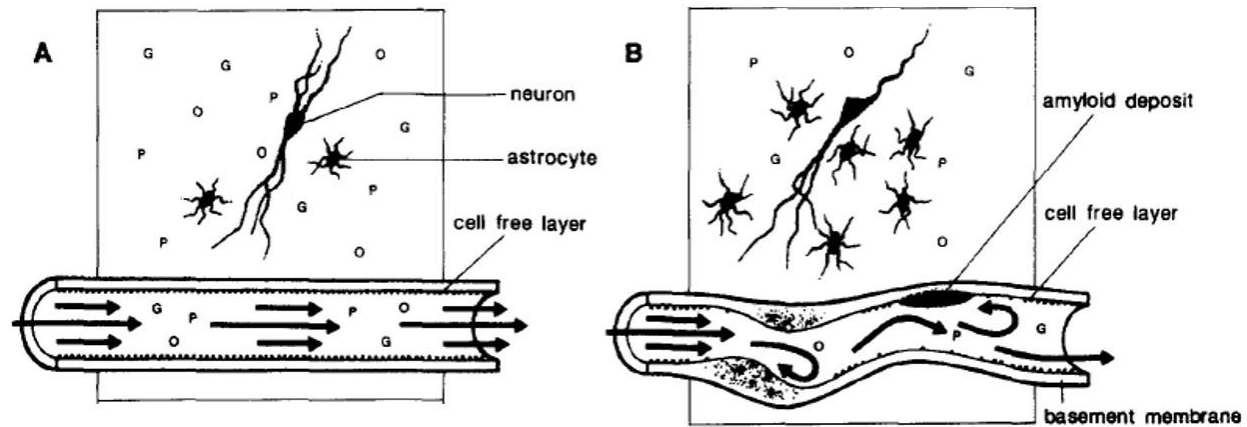 A
G
G
O
P
O
neuron
G
P
O
astrocyte
P
G
P
O
cell free layer
G
P
P
O
O
G
B
P
O
G
amyloid deposit
G
P
cell free layer
O
O
P
G
basement membrane